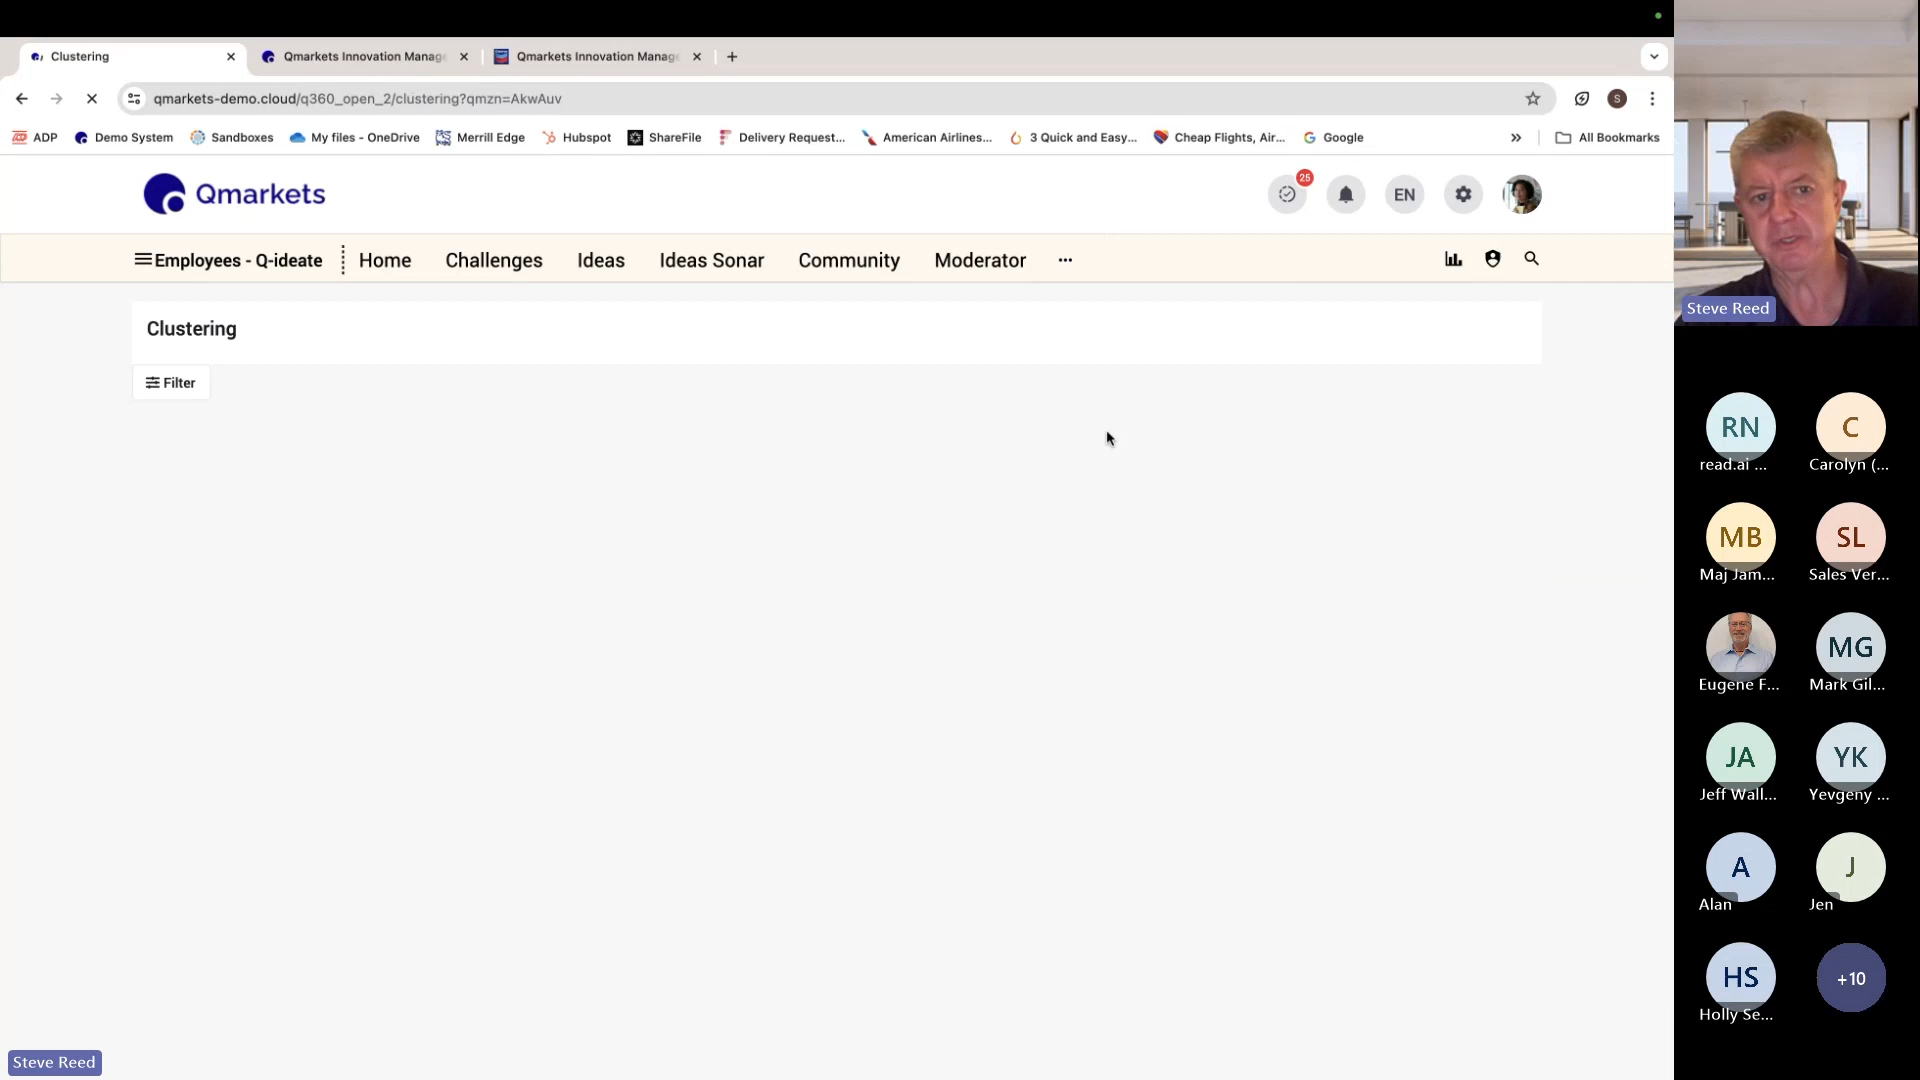 Clustering
Qmarkets Innovation Manag
Qmarkets Innovation Manag
qmarkets-demo.cloud/q360_open_2/clustering?qmzn=AkwAuv
S
ADP
Demo System
Sandboxes
My files - OneDrive
Merrill Edge
Hubspot
ShareFile
Delivery Request...
American Airlines...
3 Quick and Easy...
Cheap Flights, Air...
Google
All Bookmarks
Qmarkets
25
EN
Employees - Q-ideate
Home
Challenges
Ideas
Ideas Sonar
Community
Moderator
Clustering
Filter
Steve Reed
Steve Reed
RN
read.ai ...
C
Carolyn (...
MB
Maj Jam...
SL
Sales Ver...
Eugene F...
MG
Mark Gil...
JA
Jeff Wall...
YK
Yevgeny ...
A
Alan
J
Jen
HS
Holly Se...
+10